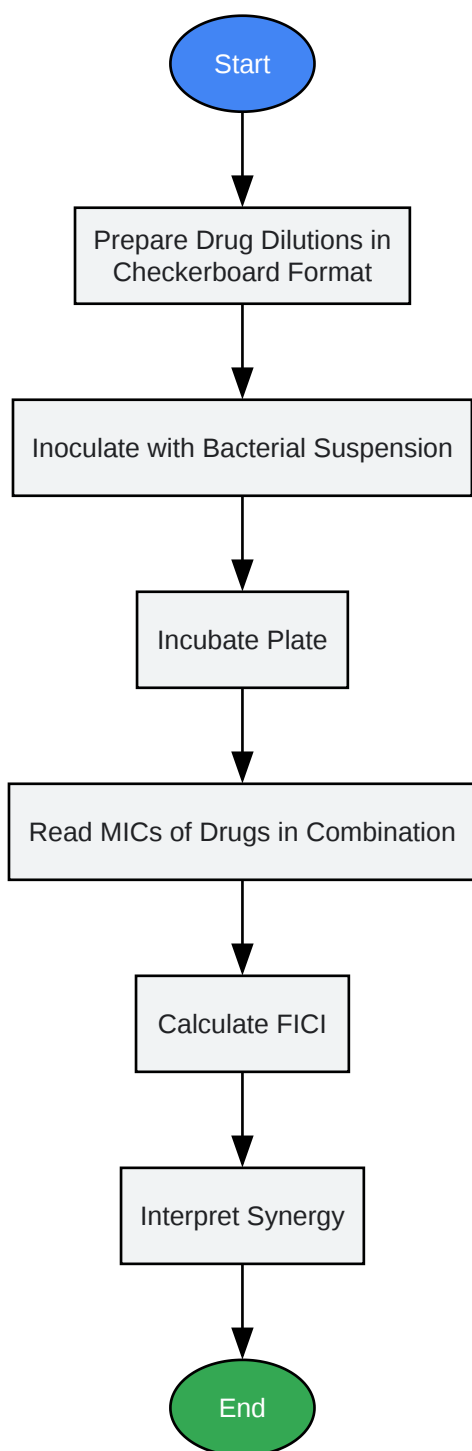 Start
Prepare Drug Dilutions in
Checkerboard Format
Inoculate with Bacterial Suspension
Incubate Plate
Read MICs of Drugs in Combination
Calculate FICI
Interpret Synergy
End